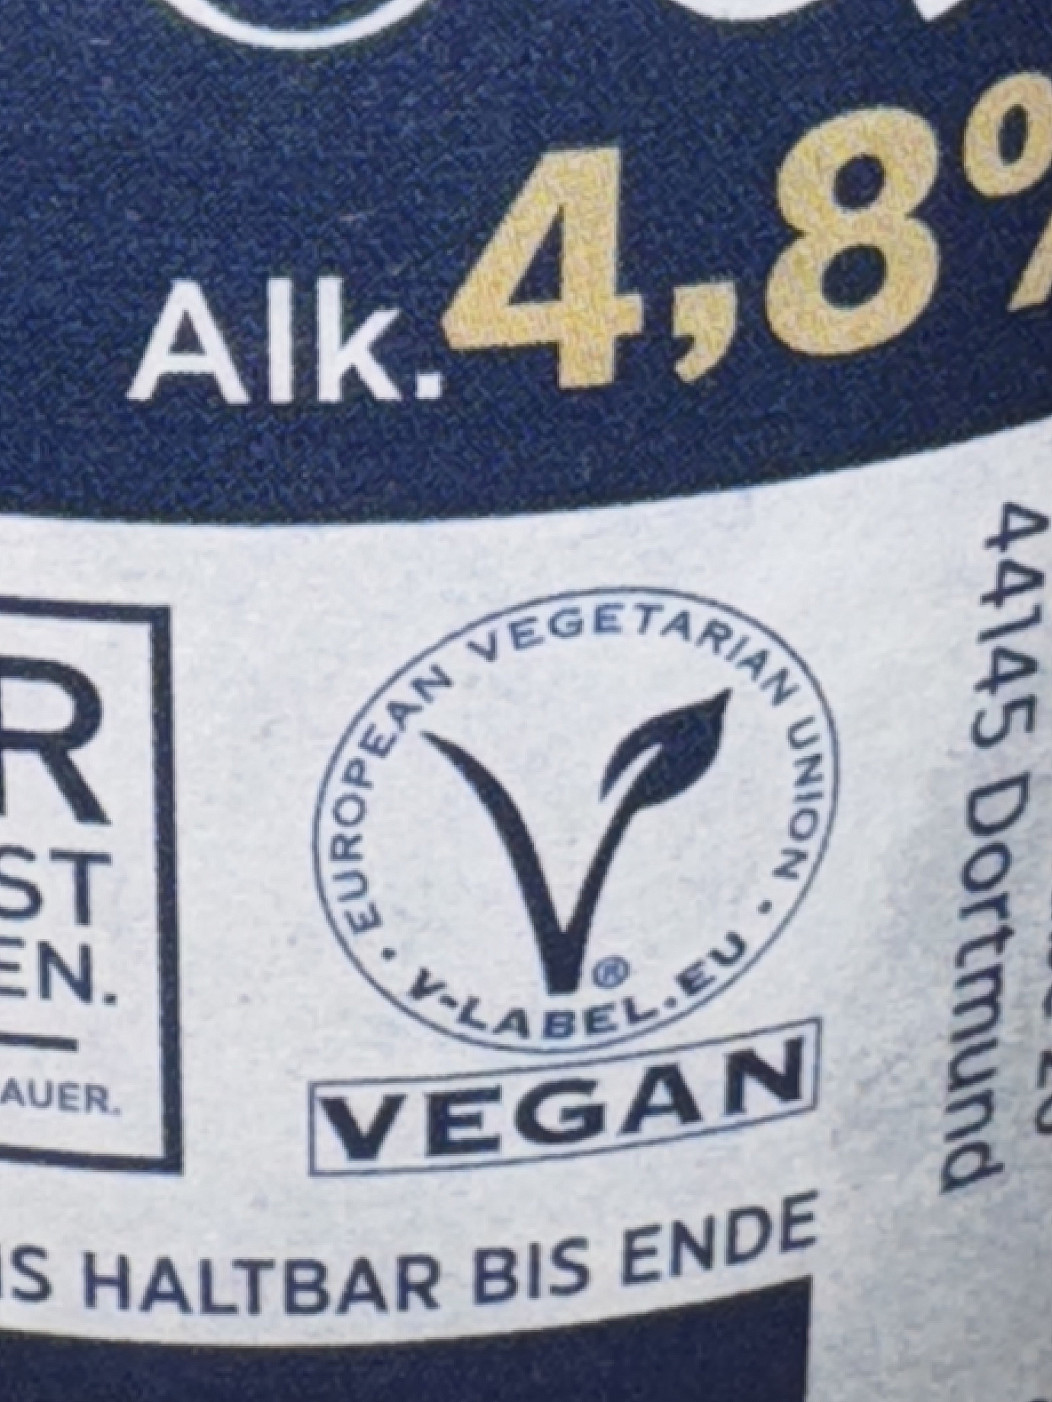 Alk. 4,8%
R
ST
EN.
AUER.
EUROPEAN VEGETARIAN UNION
V-LABEL.EU
®
VEGAN
HALTBAR BIS ENDE
44145 Dortmund